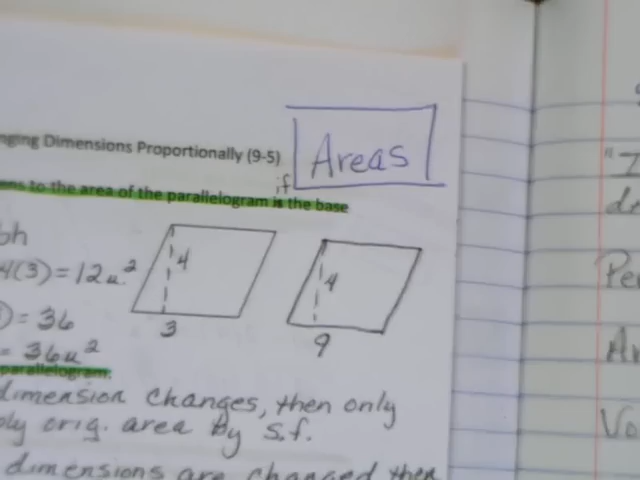 nging Dimensions Proportionally (9-5)
Areas
if
ens to the area of the parallelogram is the base
bh
4(3) = 12u²
4
3
4
9
) = 36
= 36u²
parallelogram.
dimension changes, then only
ply orig. area by s.f.
dimensions are changed then
"I
Pe
Ar
Vo